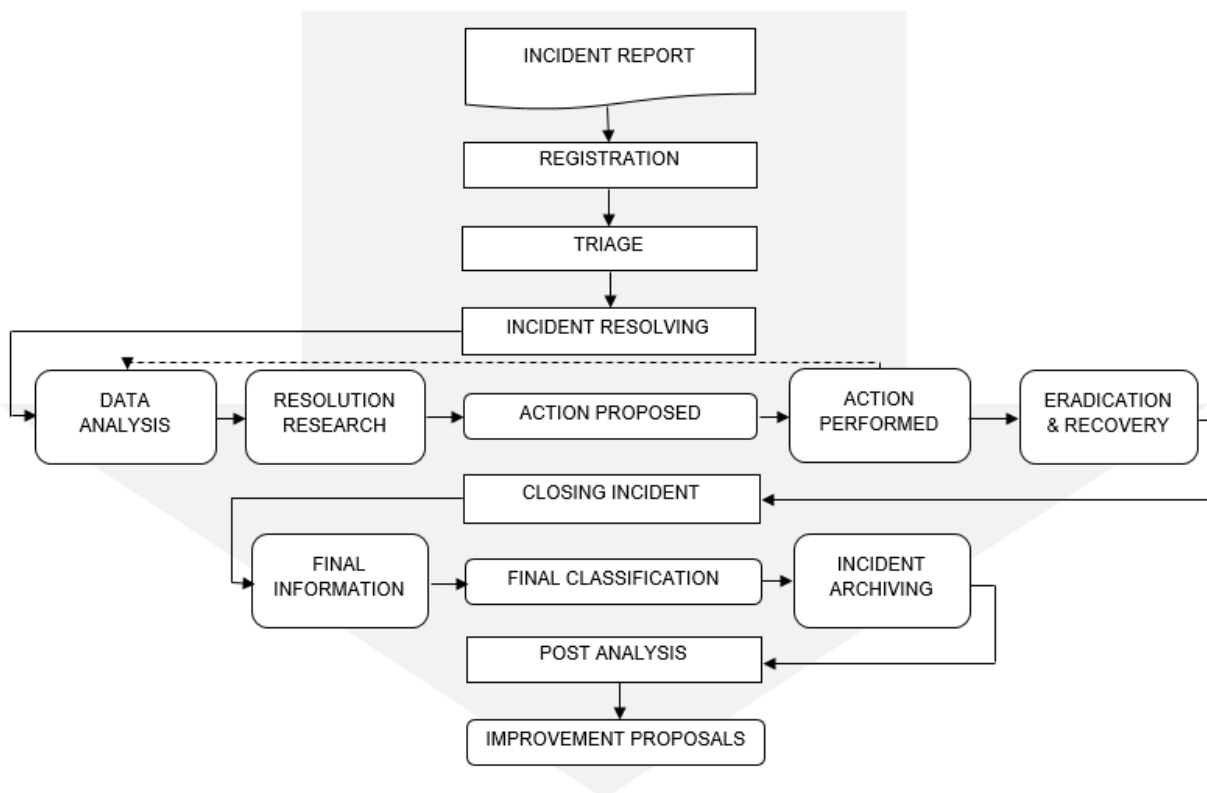 INCIDENT REPORT
REGISTRATION
TRIAGE
INCIDENT RESOLVING
DATA
ANALYSIS
RESOLUTION
RESEARCH
ACTION PROPOSED
ACTION
PERFORMED
ERADICATION
& RECOVERY
CLOSING INCIDENT
FINAL
INFORMATION
FINAL CLASSIFICATION
INCIDENT
ARCHIVING
POST ANALYSIS
IMPROVEMENT PROPOSALS